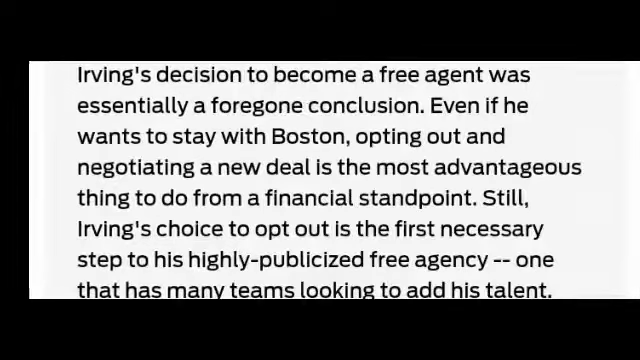 Irving's decision to become a free agent was
essentially a foregone conclusion. Even if he
wants to stay with Boston, opting out and
negotiating a new deal is the most advantageous
thing to do from a financial standpoint. Still,
Irving's choice to opt out is the first necessary
step to his highly-publicized free agency -- one
that has many teams looking to add his talent.